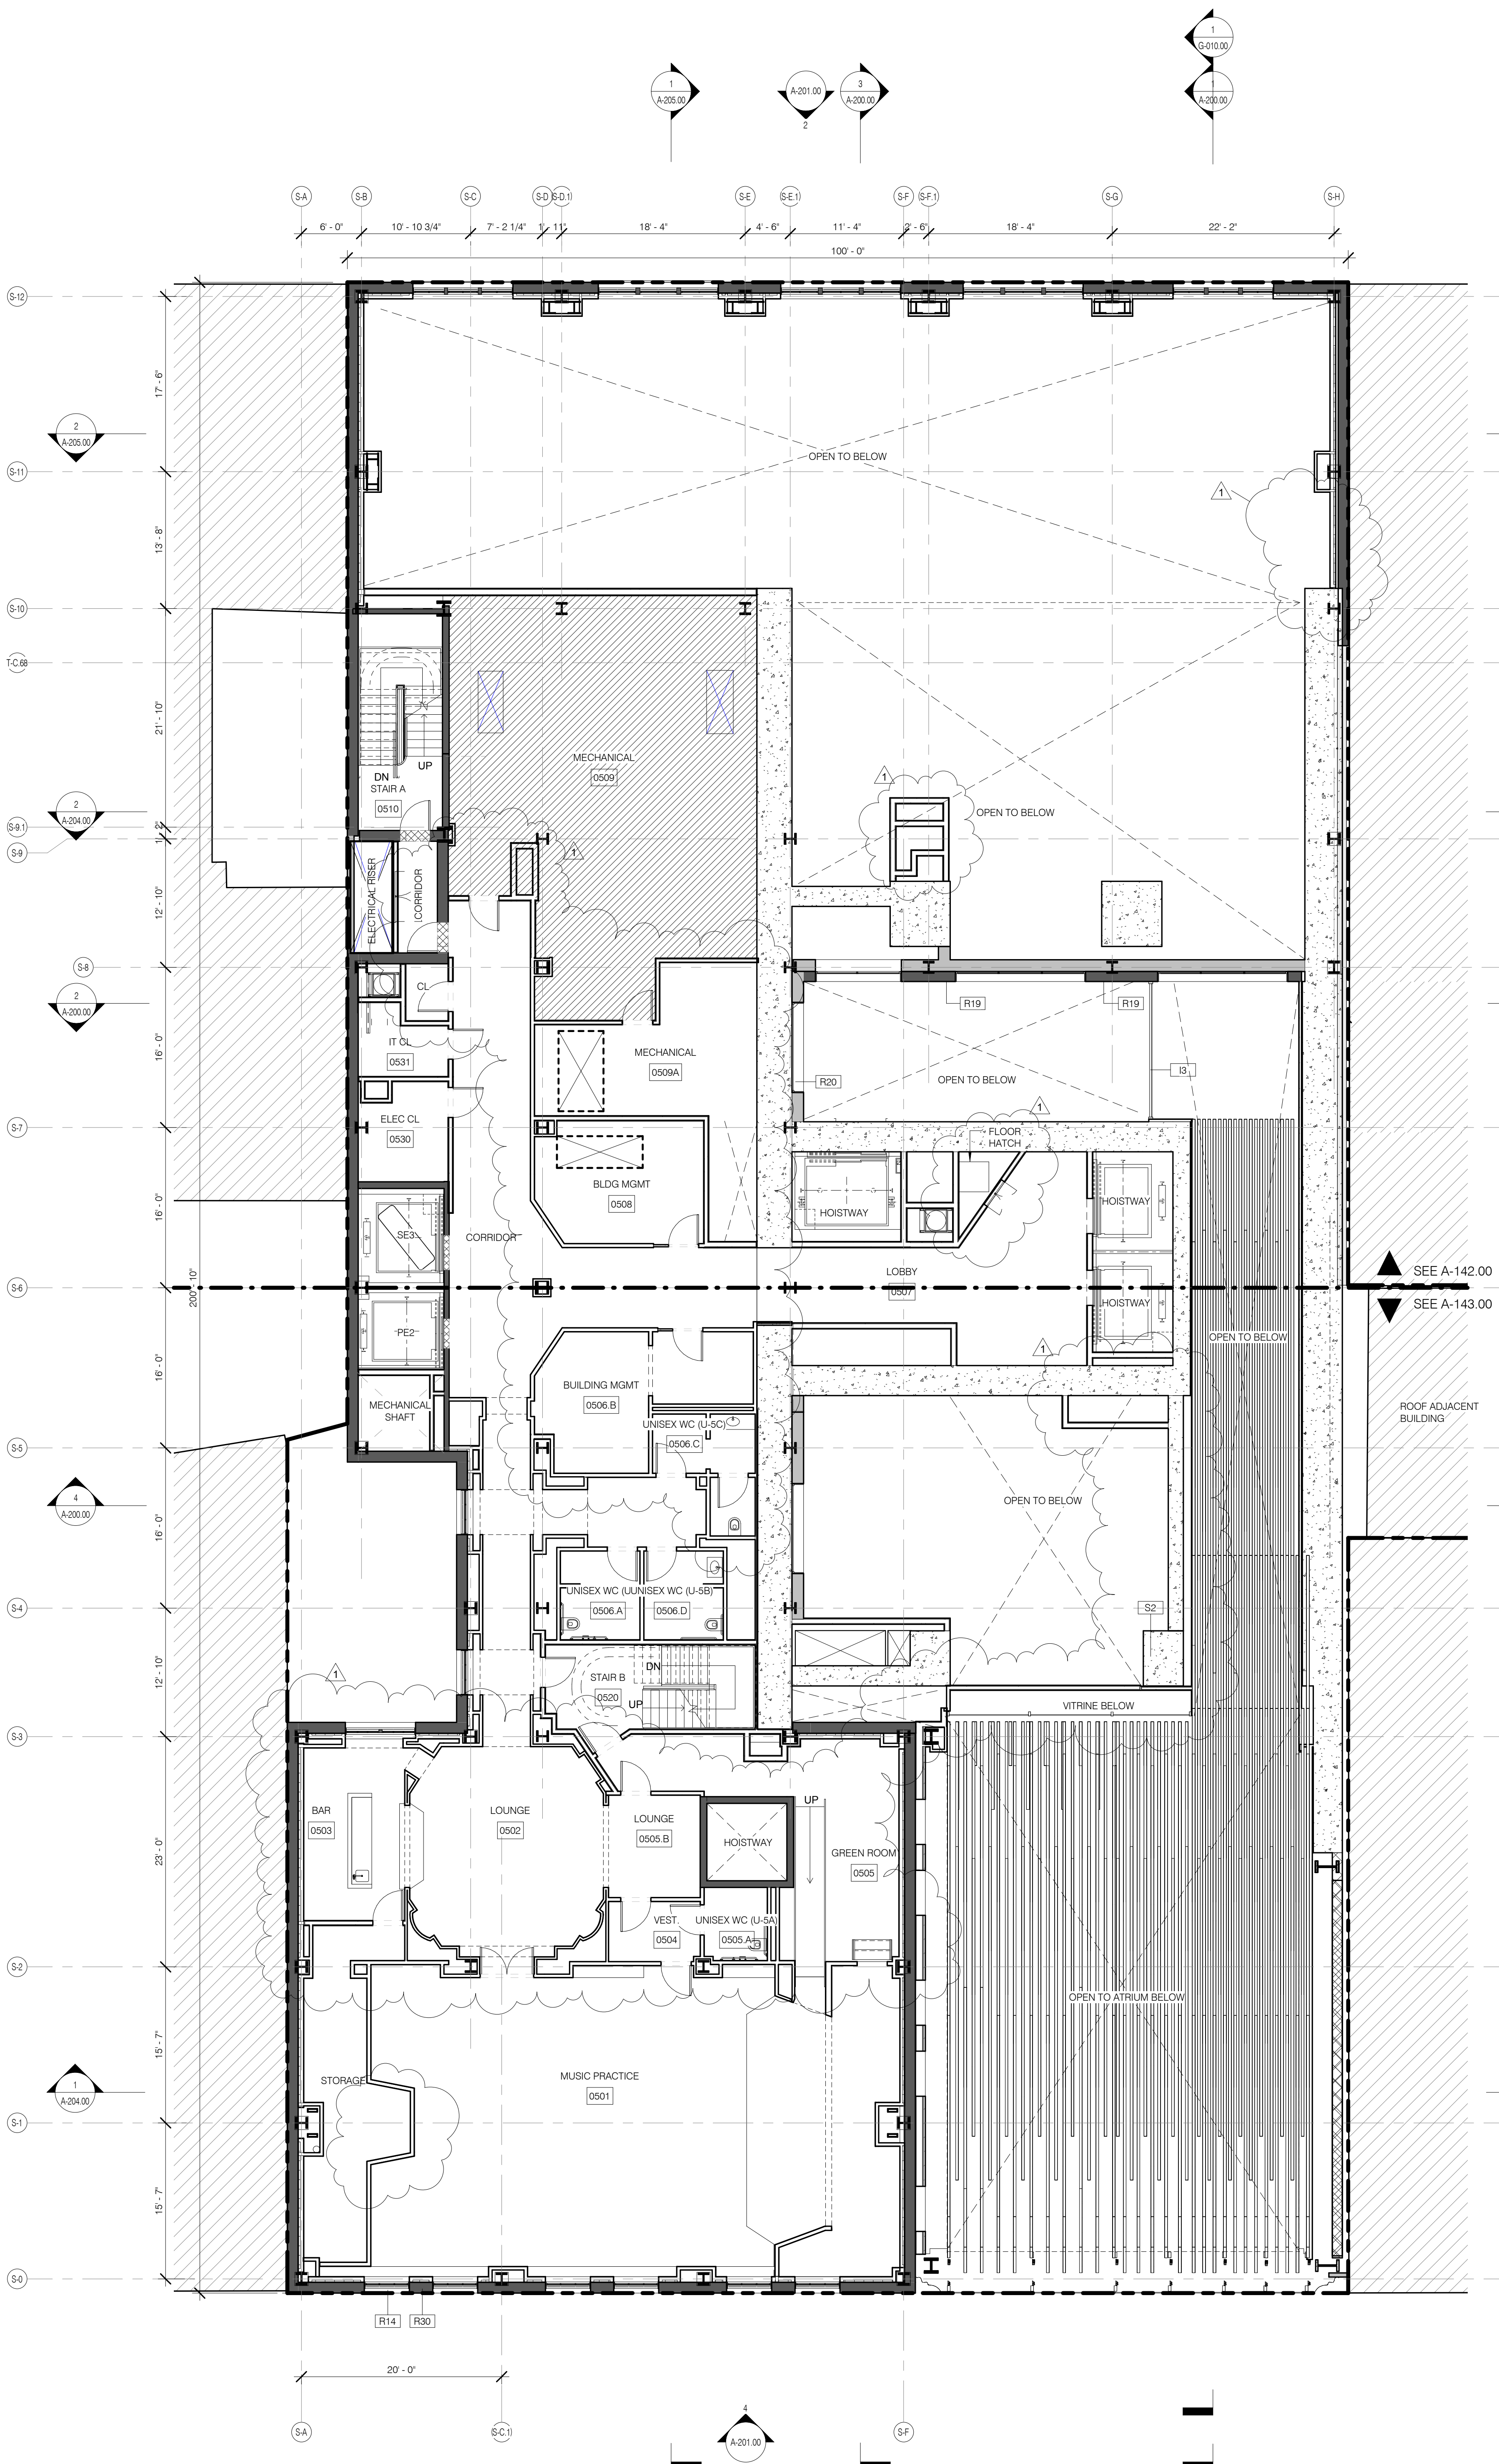 1
G-010.00
1
A-205.00
A-201.00
2
3
A-200.00
1
A-200.00
S-A
S-B
S-C
S-D
S-D.1
S-E
S-E.1
S-F
S-F.1
S-G
S-H
6' - 0"
10' - 10 3/4"
7' - 2 1/4"
1' - 11"
18' - 4"
4' - 6"
11' - 4"
2' - 6"
18' - 4"
22' - 2"
100' - 0"
S-12
17' - 6"
2
A-205.00
OPEN TO BELOW
S-11
1
13' - 8"
S-10
T-C.68
21' - 10"
MECHANICAL
0509
UP
DN
STAIR A
0510
1
OPEN TO BELOW
2
A-204.00
S-9.1
1' - 2"
S-9
1
12' - 10"
ELECTRICAL RISER
CORRIDOR
S-8
2
A-200.00
CL
R19
R19
16' - 0"
IT CL
0531
MECHANICAL
0509A
R20
OPEN TO BELOW
I3
ELEC CL
0530
1
S-7
FLOOR
HATCH
BLDG MGMT
0508
16' - 0"
HOISTWAY
HOISTWAY
SE3
CORRIDOR
LOBBY
0507
SEE A-142.00
S-6
200' - 10"
HOISTWAY
SEE A-143.00
PE2
OPEN TO BELOW
1
16' - 0"
BUILDING MGMT
0506.B
MECHANICAL
SHAFT
ROOF ADJACENT
BUILDING
UNISEX WC (U-5C)
0506.C
S-5
4
A-200.00
OPEN TO BELOW
16' - 0"
UNISEX WC (U
UNISEX WC (U-5B)
0506.A
0506.D
S-4
S2
12' - 10"
1
STAIR B
0520
DN
UP
VITRINE BELOW
S-3
BAR
0503
LOUNGE
0502
LOUNGE
0505.B
HOISTWAY
UP
GREEN ROOM
0505
23' - 0"
VEST.
0504
UNISEX WC (U-5A)
0505.A
S-2
OPEN TO ATRIUM BELOW
15' - 7"
1
A-204.00
STORAGE
MUSIC PRACTICE
0501
S-1
15' - 7"
S-0
R14
R30
20' - 0"
S-A
S-C.1
S-F
4
A-201.00